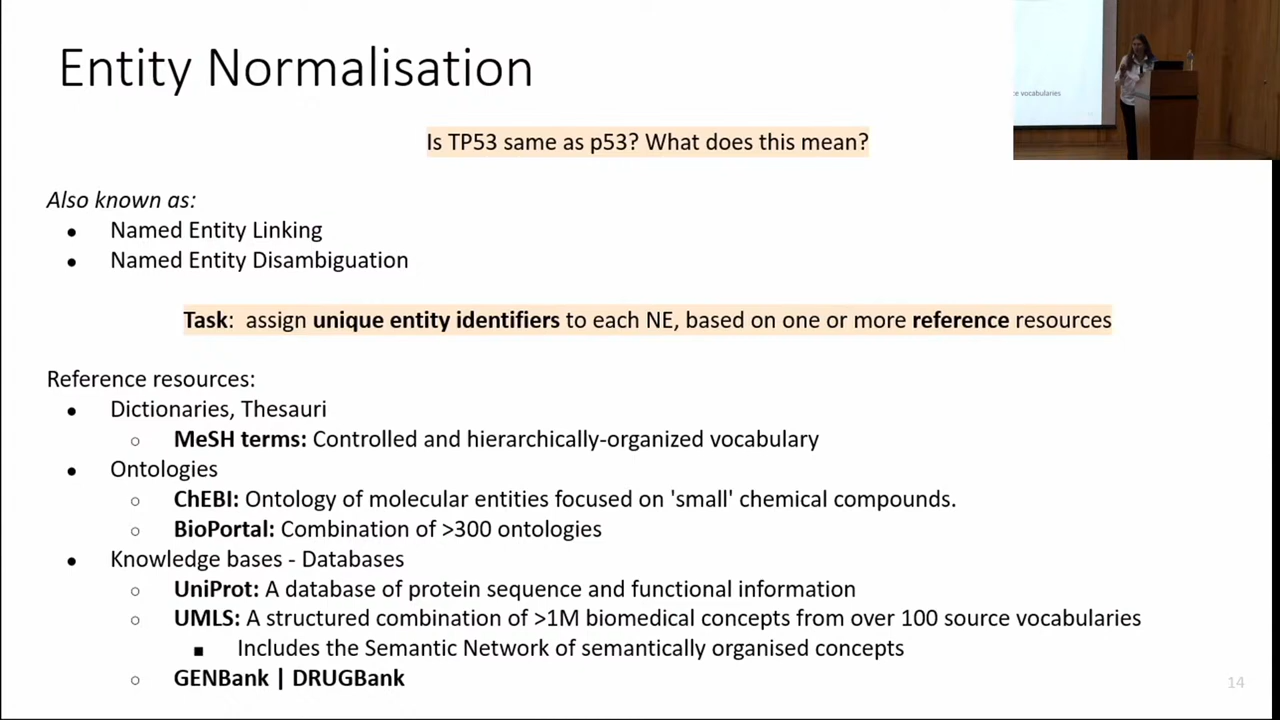 Entity Normalisation
ce vocabularies
Is TP53 same as p53? What does this mean?
Also known as:
● Named Entity Linking
● Named Entity Disambiguation
Task: assign unique entity identifiers to each NE, based on one or more reference resources
Reference resources:
● Dictionaries, Thesauri
○ MeSH terms: Controlled and hierarchically-organized vocabulary
● Ontologies
○ ChEBI: Ontology of molecular entities focused on 'small' chemical compounds.
○ BioPortal: Combination of >300 ontologies
● Knowledge bases - Databases
○ UniProt: A database of protein sequence and functional information
○ UMLS: A structured combination of >1M biomedical concepts from over 100 source vocabularies
■ Includes the Semantic Network of semantically organised concepts
○ GENBank | DRUGBank
14